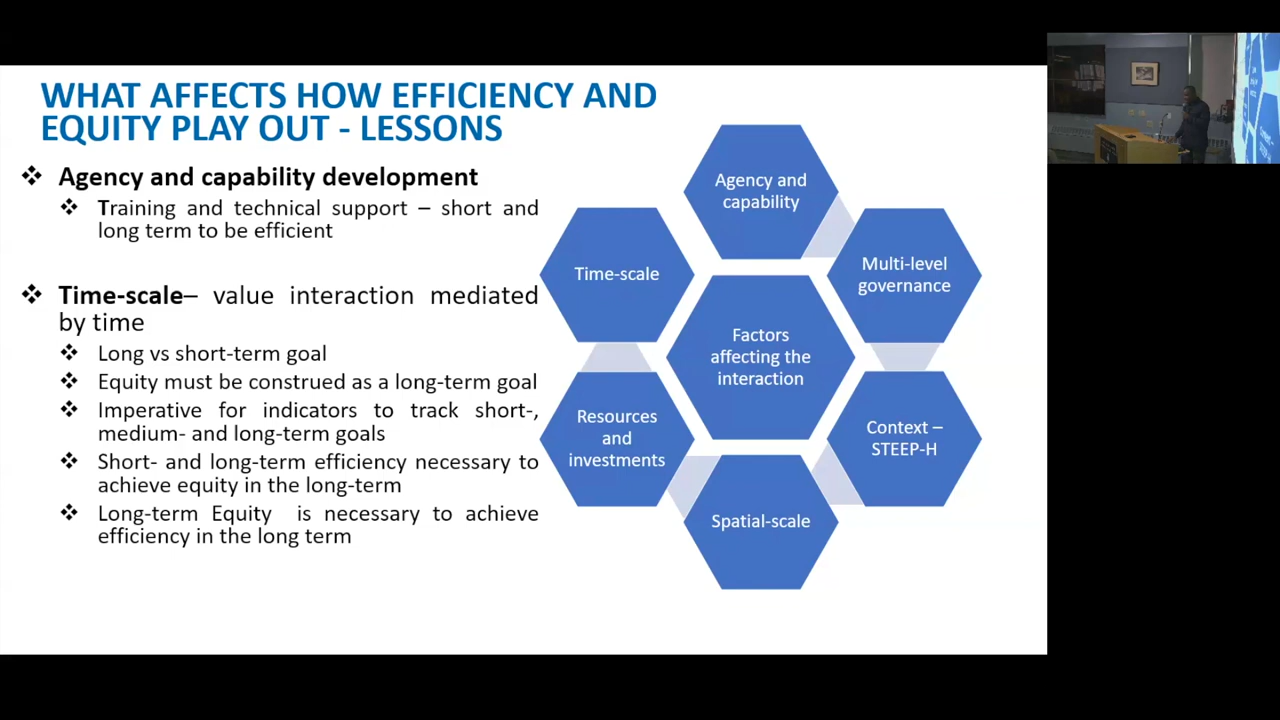 WHAT AFFECTS HOW EFFICIENCY AND
EQUITY PLAY OUT - LESSONS
❖ Agency and capability development
❖ Training and technical support – short and
long term to be efficient
❖ Time-scale– value interaction mediated
by time
❖ Long vs short-term goal
❖ Equity must be construed as a long-term goal
❖ Imperative for indicators to track short-,
medium- and long-term goals
❖ Short- and long-term efficiency necessary to
achieve equity in the long-term
❖ Long-term Equity is necessary to achieve
efficiency in the long term
Agency and
capability
Multi-level
governance
Context –
STEEP-H
Spatial-scale
Resources
and
investments
Time-scale
Factors
affecting the
interaction